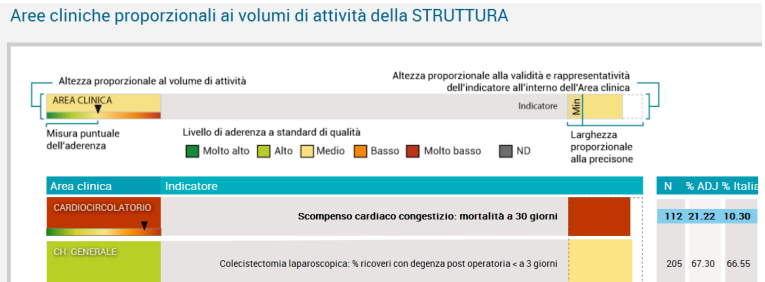 Aree cliniche proporzionali ai volumi di attività della STRUTTURA
Altezza proporzionale al volume di attività
Altezza proporzionale alla validità e rappresentatività
dell'indicatore all'interno dell'Area clinica
AREA CLINICA
Indicatore
Min
Misura puntuale
dell'aderenza
Livello di aderenza a standard di qualità
Molto alto Alto Medio Basso Molto basso ND
Larghezza
proporzionale
alla precisone
Area clinica Indicatore N % ADJ % Italia
CARDIOCIRCOLATORIO
Scompenso cardiaco congestizio: mortalità a 30 giorni 112 21.22 10.30
CH. GENERALE
Colecistectomia laparoscopica: % ricoveri con degenza post operatoria < a 3 giorni 205 67.30 66.55